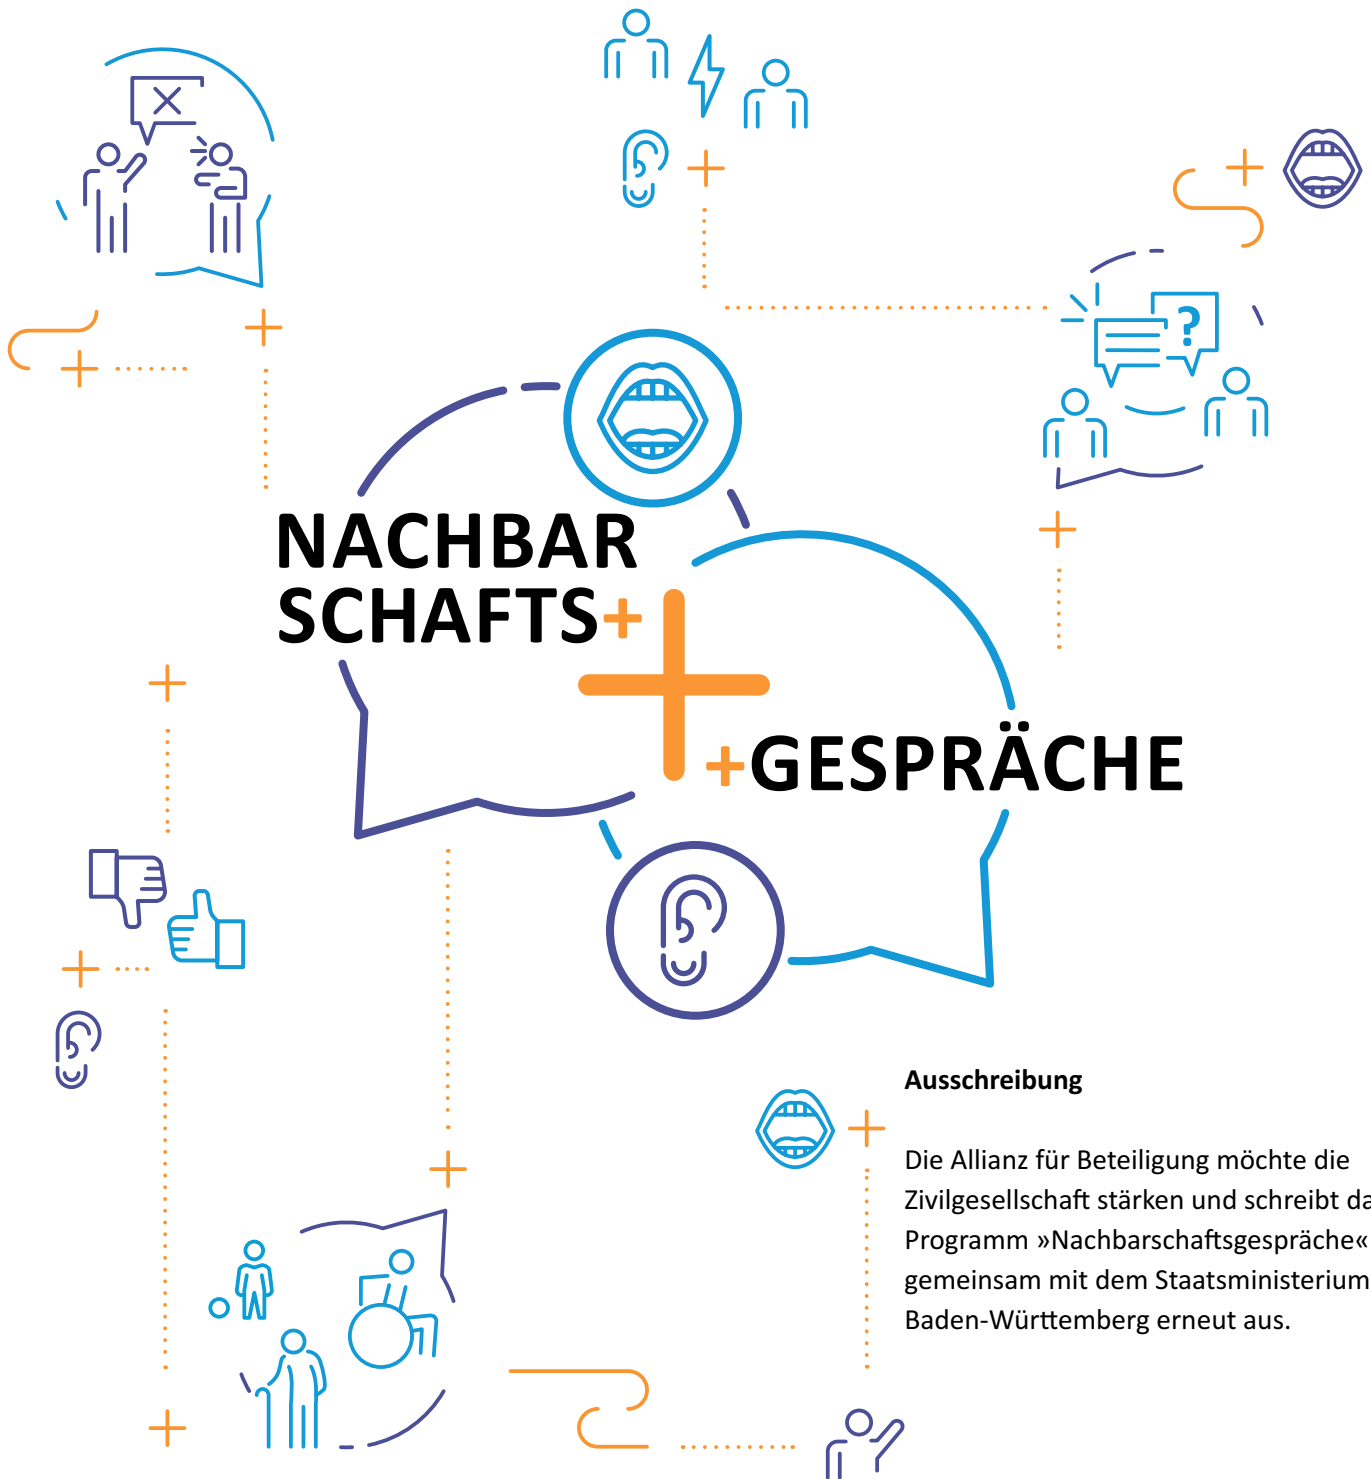 ?
NACHBAR
SCHAFTS+
+GESPRÄCHE
Ausschreibung
Die Allianz für Beteiligung möchte die
Zivilgesellschaft stärken und schreibt da
Programm »Nachbarschaftsgespräche«
gemeinsam mit dem Staatsministerium
Baden-Württemberg erneut aus.